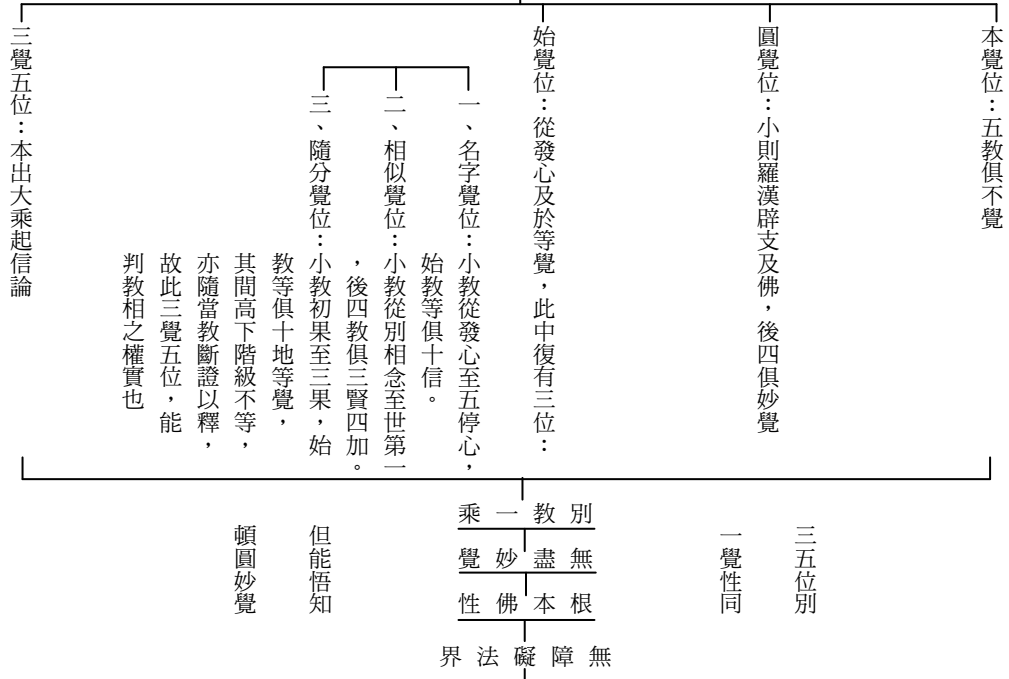 本覺位：五教俱不覺
圓覺位：小則羅漢辟支及佛，後四俱妙覺
始覺位：從發心及於等覺，此中復有三位：
一、名字覺位：小教從發心至五停心，
始教等俱十信。
二、相似覺位：小教從別相念至世第一
，後四教俱三賢四加。
三、隨分覺位：小教初果至三果，始
教等俱十地等覺，
其間高下階級不等，
亦隨當教斷證以釋，
故此三覺五位，能
判教相之權實也
三覺五位：本出大乘起信論
三五位別
一覺性同
別教一乘
無盡妙覺
根本佛性
無障礙法界
但能悟知
頓圓妙覺